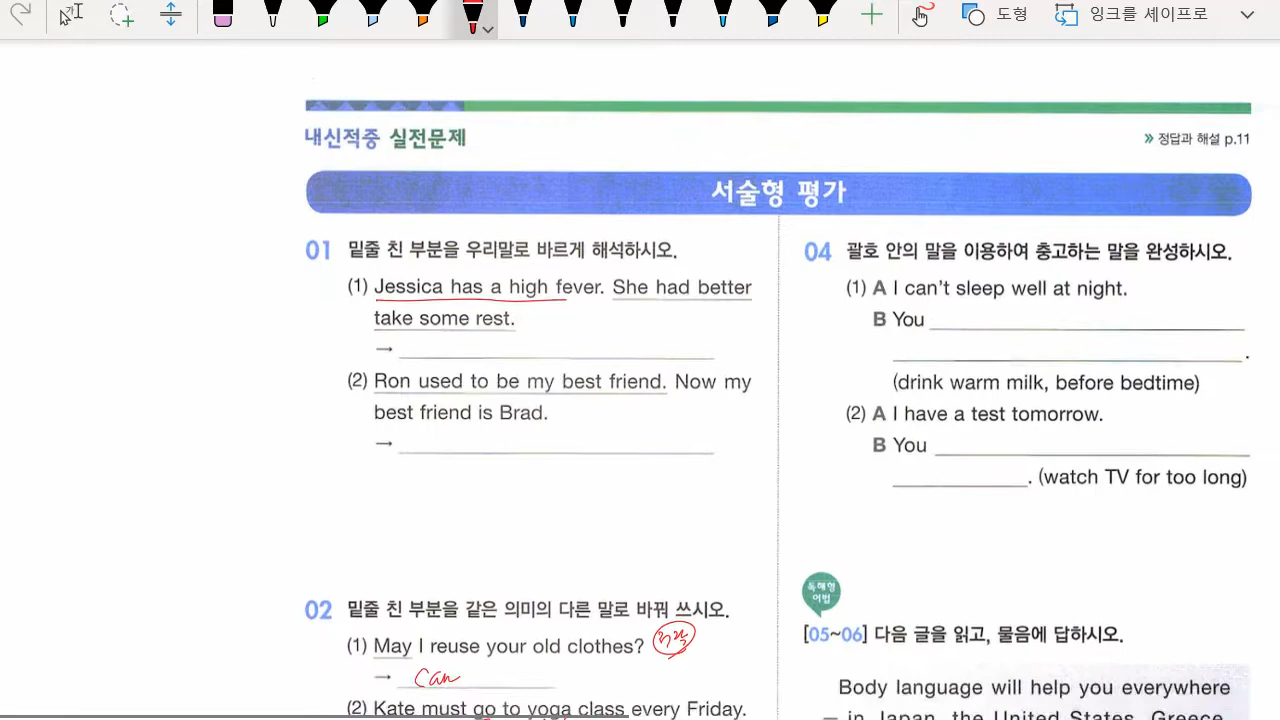 도형
잉크를 셰이프로
내신적중 실전문제
» 정답과 해설 p.11
서술형 평가
01 밑줄 친 부분을 우리말로 바르게 해석하시오.
(1) Jessica has a high fever. She had better
take some rest.
→
(2) Ron used to be my best friend. Now my
best friend is Brad.
→
02 밑줄 친 부분을 같은 의미의 다른 말로 바꿔 쓰시오.
(1) May I reuse your old clothes?
→ Can
(2) Kate must go to yoga class every Friday.
04 괄호 안의 말을 이용하여 충고하는 말을 완성하시오.
(1) A I can't sleep well at night.
B You
.
(drink warm milk, before bedtime)
(2) A I have a test tomorrow.
B You
. (watch TV for too long)
독해형
어법
[05~06] 다음 글을 읽고, 물음에 답하시오.
Body language will help you everywhere
– in Japan, the United States, Greece,